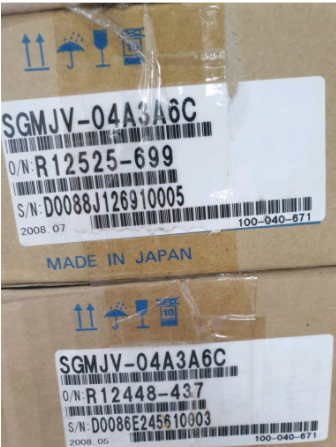 SGMJV-04A3A6C
O/N:R12525-699
S/N:D0088J126910005
2008.07
100-040-671
MADE IN JAPAN
10
SGMJV-04A3A6C
O/N:R12448-437
S/N:D0086E245610003
2008.05
100-040-671